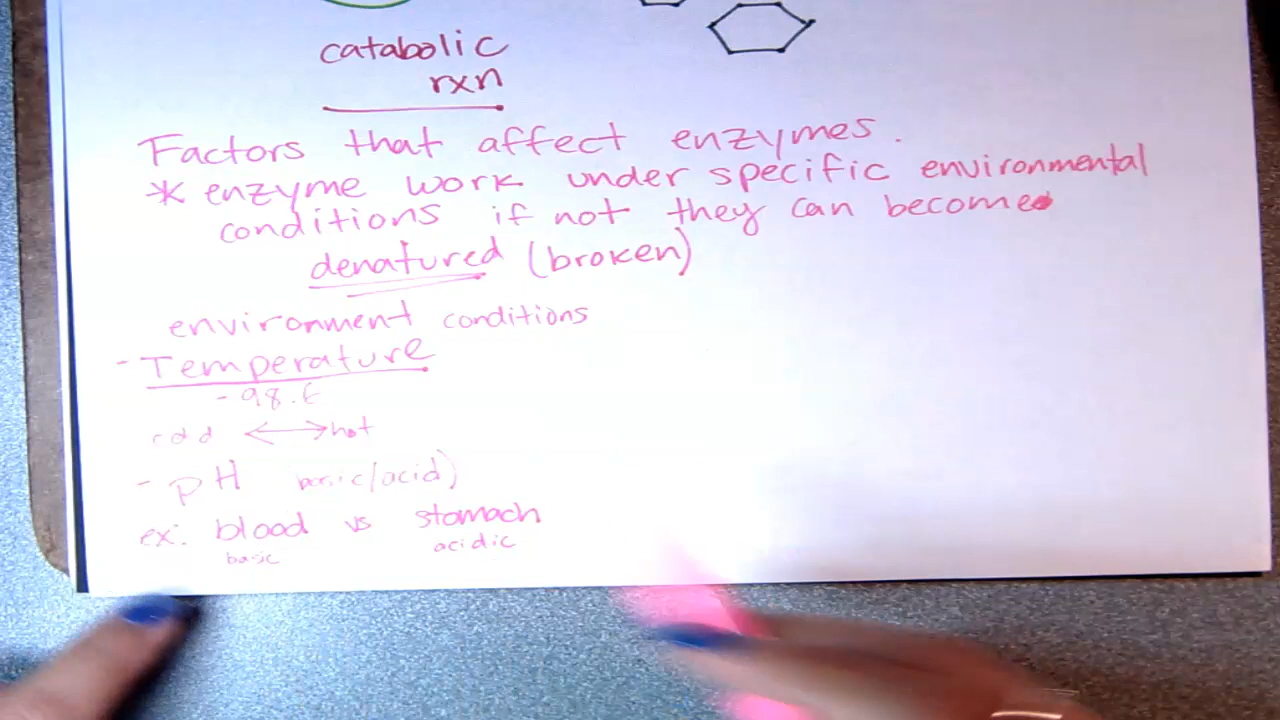 catabolic
rxn
Factors that affect enzymes.
* enzyme work under specific environmental
conditions if not they can become
denatured (broken)
environment conditions
- Temperature
- 98.6
cold <-> hot
- pH basic/acid)
ex: blood vs stomach
basic acidic